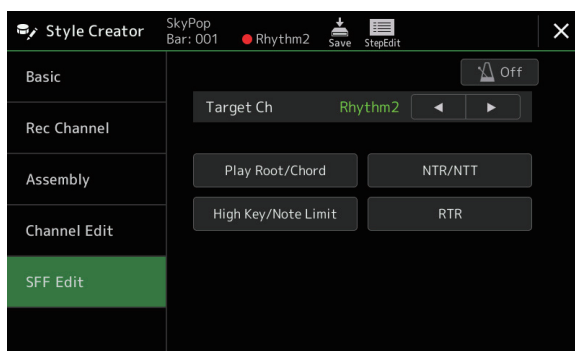 Style Creator
SkyPop
Bar: 001
Rhythm2
Save
StepEdit
Basic
Off
Target Ch
Rhythm2
Rec Channel
Assembly
Play Root/Chord
NTR/NTT
High Key/Note Limit
RTR
Channel Edit
SFF Edit